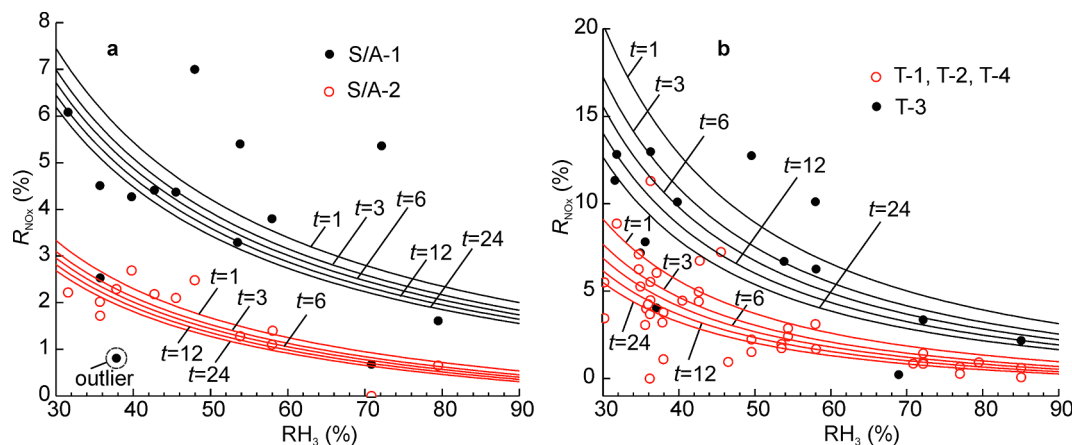 a
S/A-1
S/A-2
R_NOx (%)
8
7
6
5
4
3
2
1
0
t=1
t=3
t=6
t=12
t=24
t=1
t=3
t=6
t=12
t=24
outlier
30 40 50 60 70 80 90
RH₃ (%)
b
T-1, T-2, T-4
T-3
R_NOx (%)
20
15
10
5
0
t=1
t=3
t=6
t=12
t=24
t=1
t=3
t=6
t=24
t=12
30 40 50 60 70 80 90
RH₃ (%)